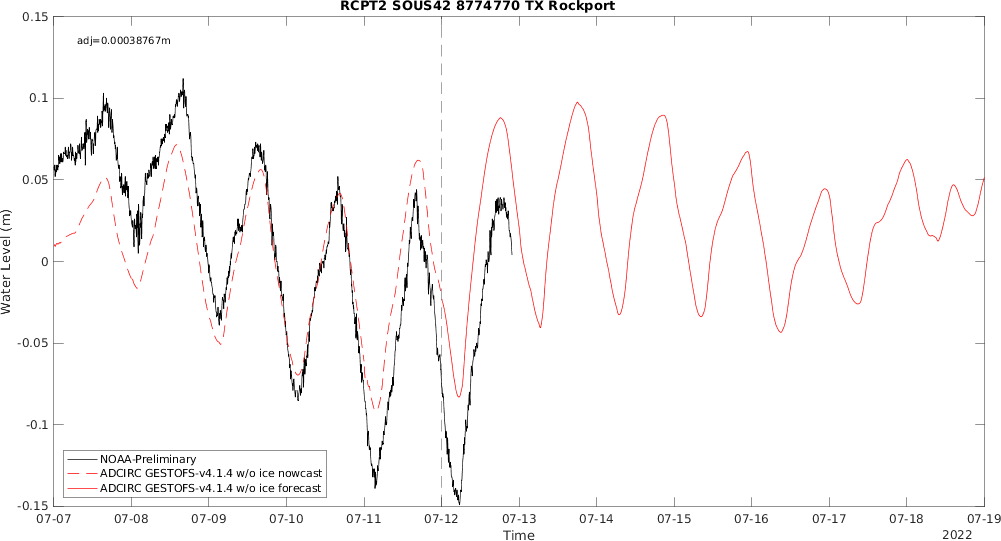 RCPT2 SOUS42 8774770 TX Rockport
adj=0.00038767m
0.15
0.1
0.05
0
-0.05
-0.1
-0.15
Water Level (m)
NOAA-Preliminary
ADCIRC GESTOFS-v4.1.4 w/o ice nowcast
ADCIRC GESTOFS-v4.1.4 w/o ice forecast
07-07 07-08 07-09 07-10 07-11 07-12 07-13 07-14 07-15 07-16 07-17 07-18 07-19
Time
2022